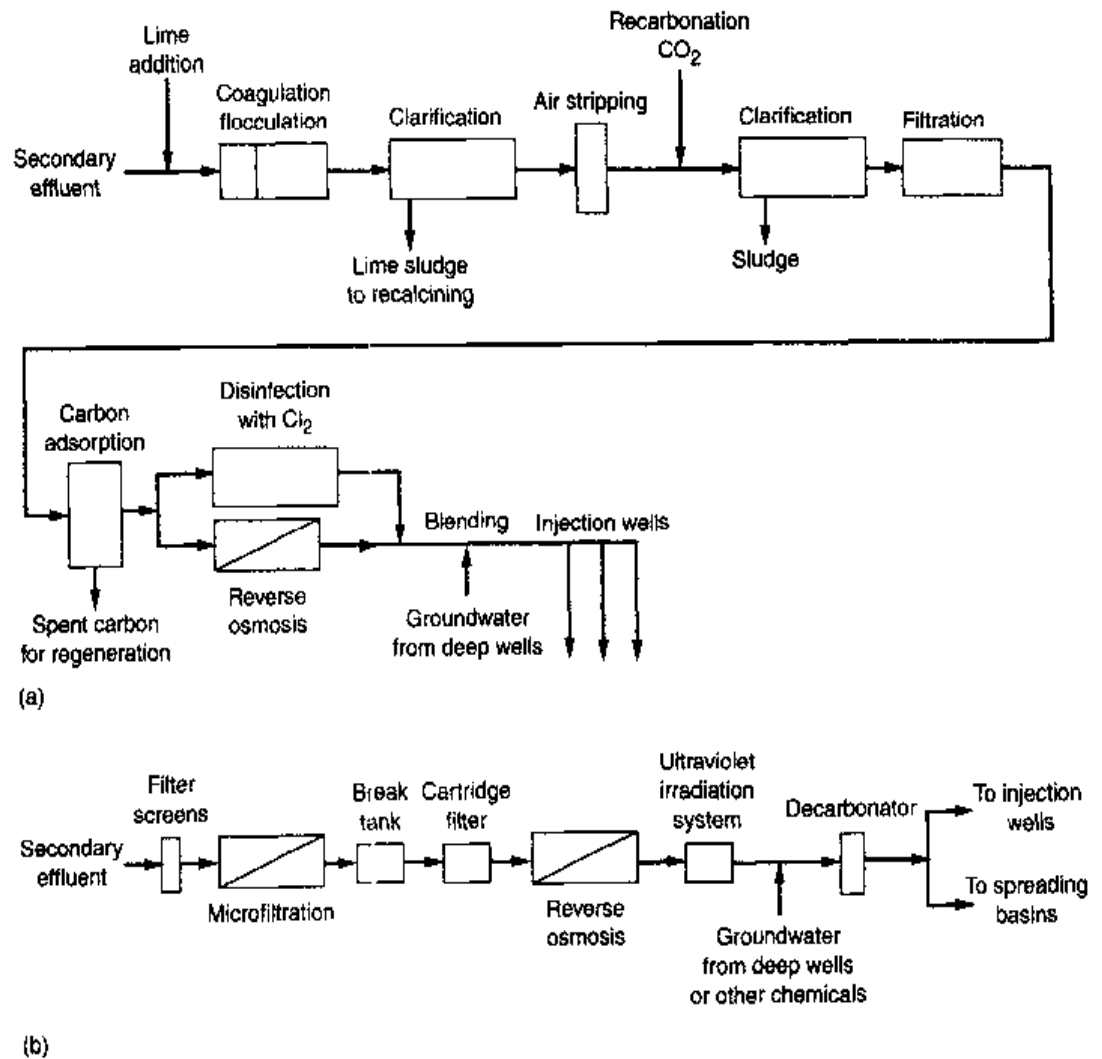 Lime
addition
Recarbonation
CO2
Coagulation
flocculation
Clarification
Air stripping
Clarification
Filtration
Secondary
effluent
Lime sludge
to recalcining
Sludge
Carbon
adsorption
Disinfection
with Cl2
Blending
Injection wells
Reverse
osmosis
Groundwater
from deep wells
Spent carbon
for regeneration
(a)
Filter
screens
Break
tank
Cartridge
filter
Ultraviolet
irradiation
system
Decarbonator
To injection
wells
Secondary
effluent
Microfiltration
Reverse
osmosis
Groundwater
from deep wells
or other chemicals
To spreading
basins
(b)